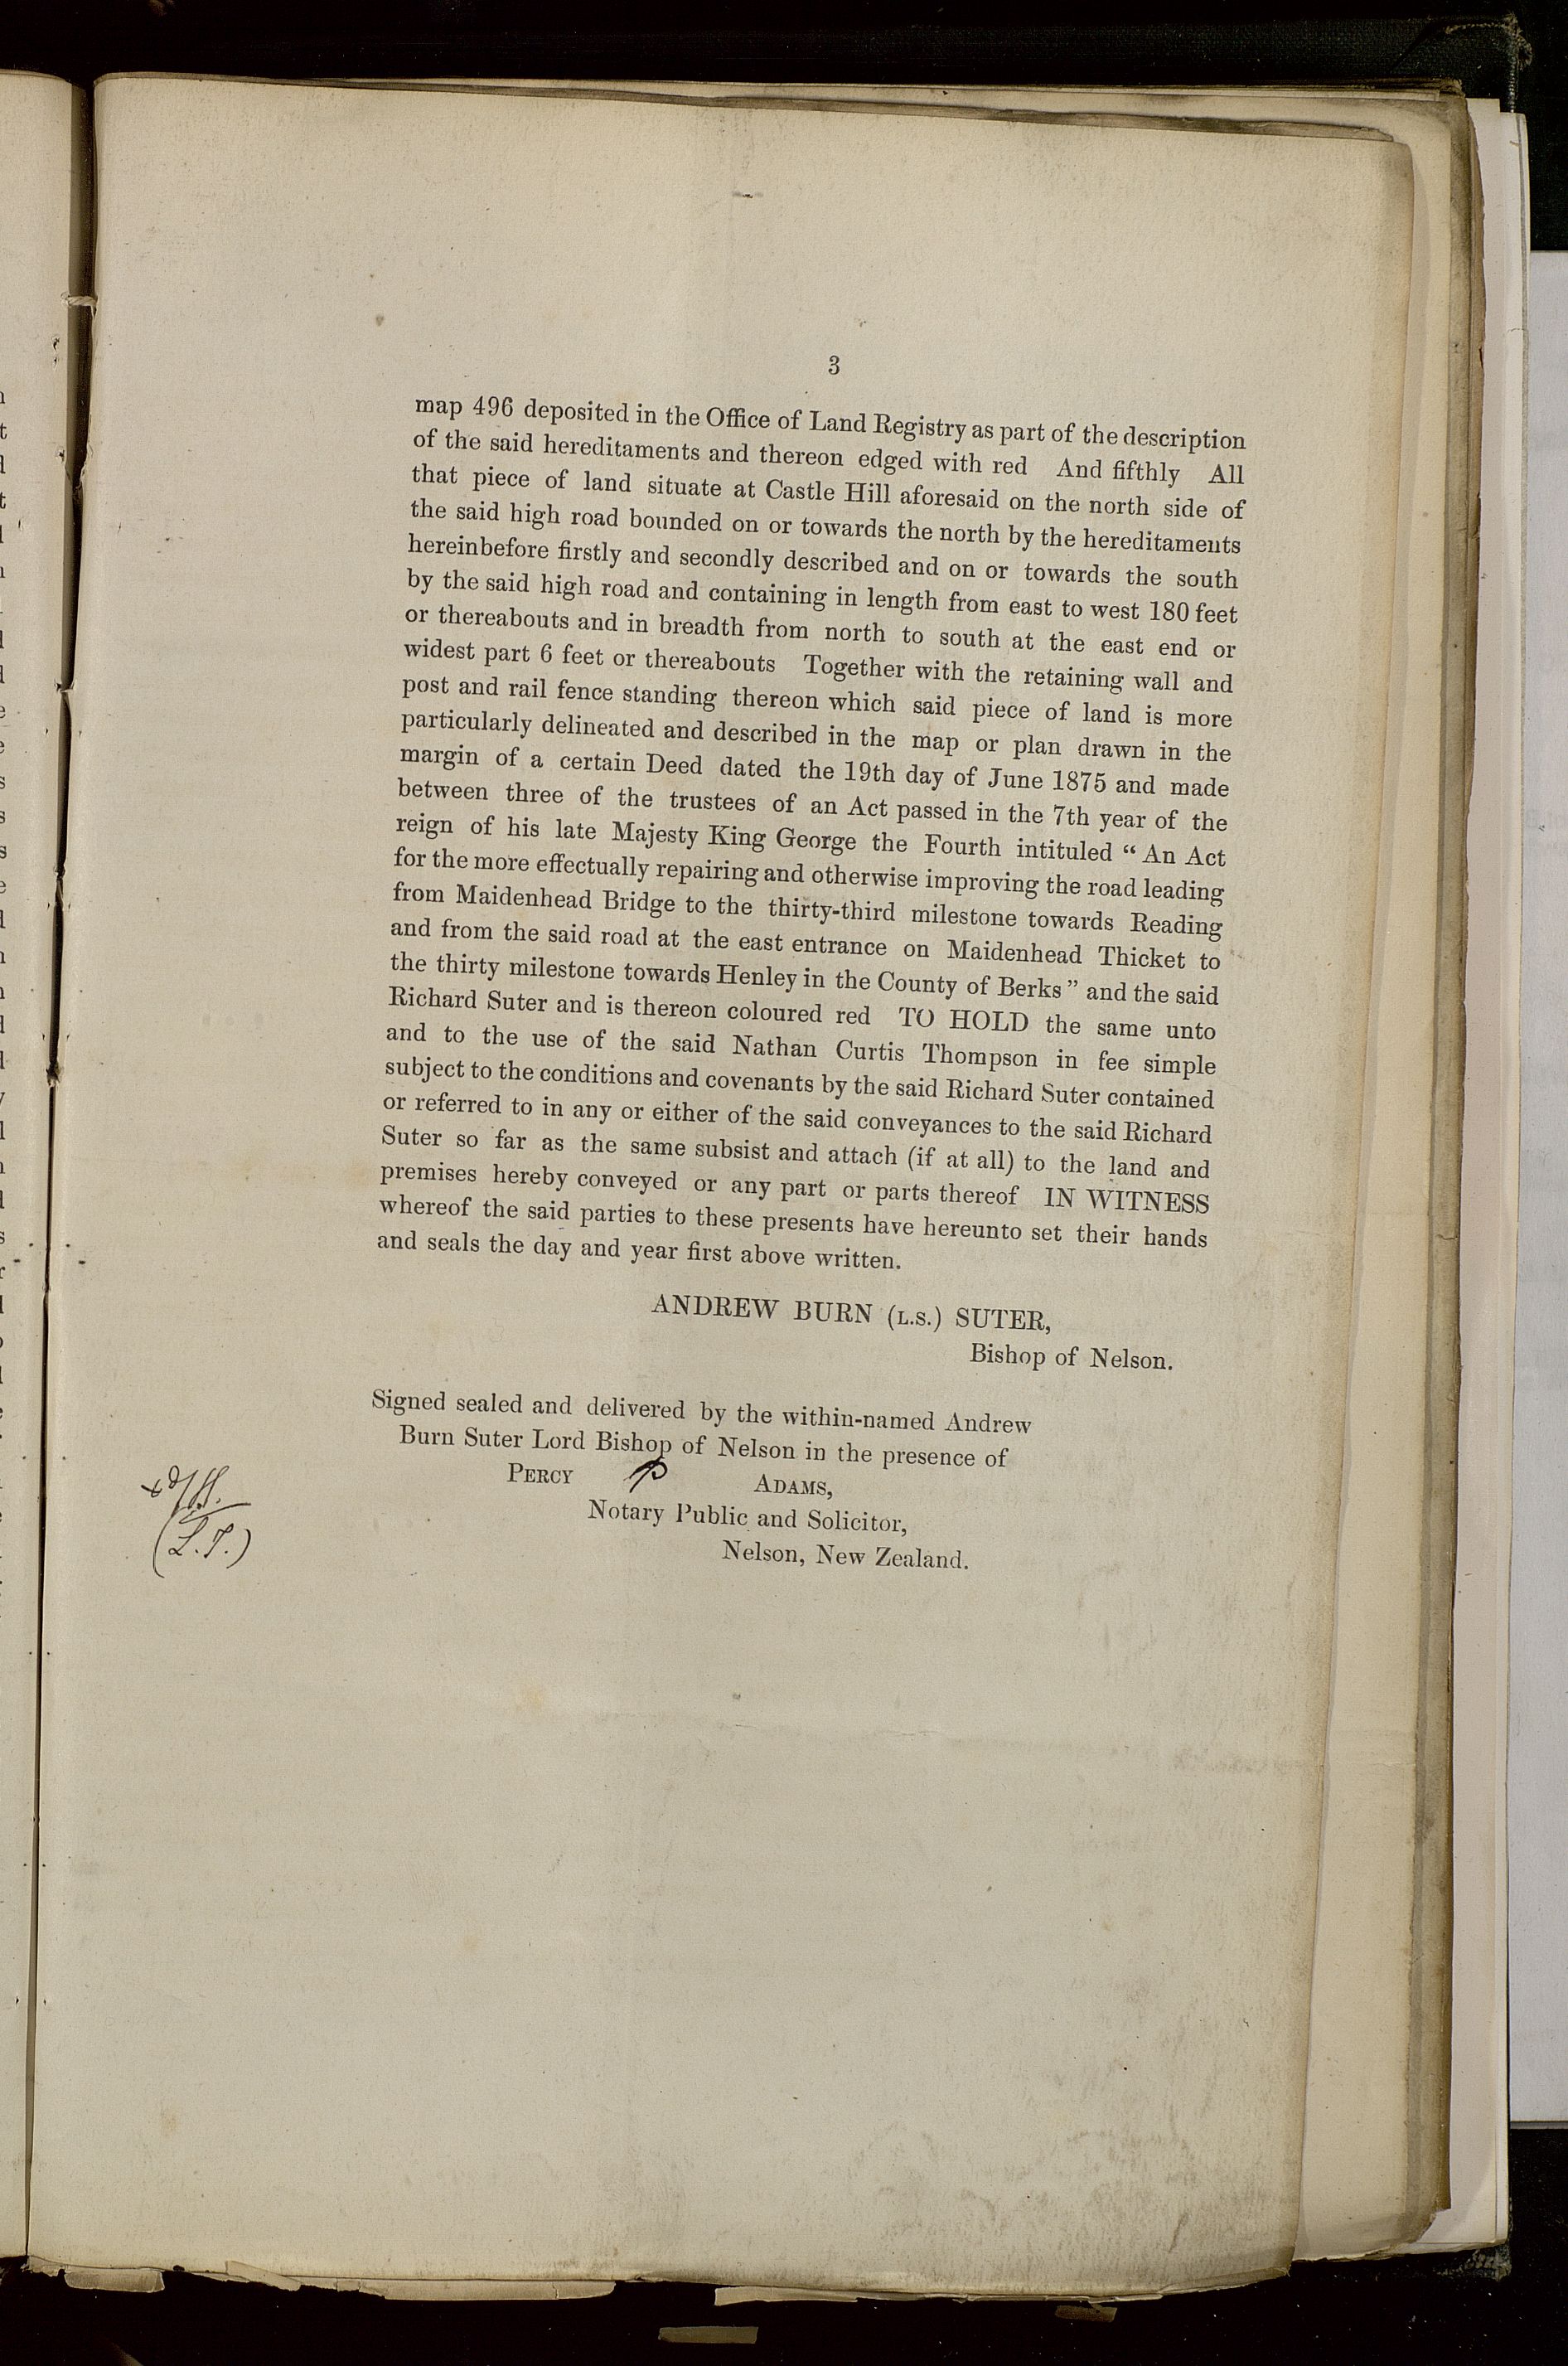 3
map 496 deposited in the Office of Land Registry as part of the description
of the said hereditaments and thereon edged with red And fifthly All
that piece of land situate at Castle Hill aforesaid on the north side of
the said high road bounded on or towards the north by the hereditaments
hereinbefore firstly and secondly described and on or towards the south
by the said high road and containing in length from east to west 180 feet
or thereabouts and in breadth from north to south at the east end or
widest part 6 feet or thereabouts Together with the retaining wall and
post and rail fence standing thereon which said piece of land is more
particularly delineated and described in the map or plan drawn in the
margin of a certain Deed dated the 19th day of June 1875 and made
between three of the trustees of an Act passed in the 7th year of the
reign of his late Majesty King George the Fourth intituled “ An Act
for the more effectually repairing and otherwise improving the road leading
from Maidenhead Bridge to the thirty-third milestone towards Reading
and from the said road at the east entrance on Maidenhead Thicket to
the thirty milestone towards Henley in the County of Berks ” and the said
Richard Suter and is thereon coloured red TO HOLD the same unto
and to the use of the said Nathan Curtis Thompson in fee simple
subject to the conditions and covenants by the said Richard Suter contained
or referred to in any or either of the said conveyances to the said Richard
Suter so far as the same subsist and attach (if at all) to the land and
premises hereby conveyed or any part or parts thereof IN WITNESS
whereof the said parties to these presents have hereunto set their hands
and seals the day and year first above written.
ANDREW BURN (L.S.) SUTER,
Bishop of Nelson.
Signed sealed and delivered by the within-named Andrew
Burn Suter Lord Bishop of Nelson in the presence of
PERCY P ADAMS,
Notary Public and Solicitor,
Nelson, New Zealand.
(L.T.)